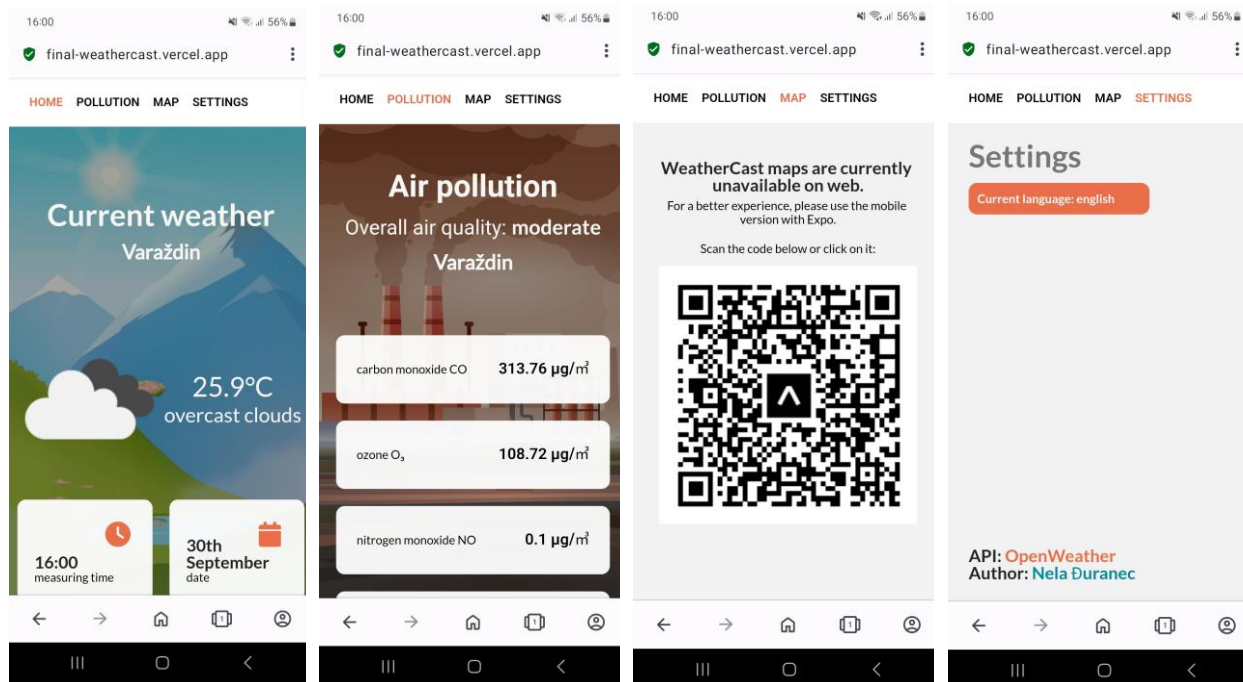 16:00
56%
final-weathercast.vercel.app
HOME POLLUTION MAP SETTINGS
Current weather
Varaždin
25.9°C
overcast clouds
16:00
measuring time
30th
September
date
1
16:00
56%
final-weathercast.vercel.app
HOME POLLUTION MAP SETTINGS
Air pollution
Overall air quality: moderate
Varaždin
carbon monoxide CO 313.76 µg/m³
ozone O₃ 108.72 µg/m³
nitrogen monoxide NO 0.1 µg/m³
1
16:00
56%
final-weathercast.vercel.app
HOME POLLUTION MAP SETTINGS
WeatherCast maps are currently
unavailable on web.
For a better experience, please use the mobile
version with Expo.
Scan the code below or click on it:
1
16:00
56%
final-weathercast.vercel.app
HOME POLLUTION MAP SETTINGS
Settings
Current language: english
API: OpenWeather
Author: Nela Đuranec
1